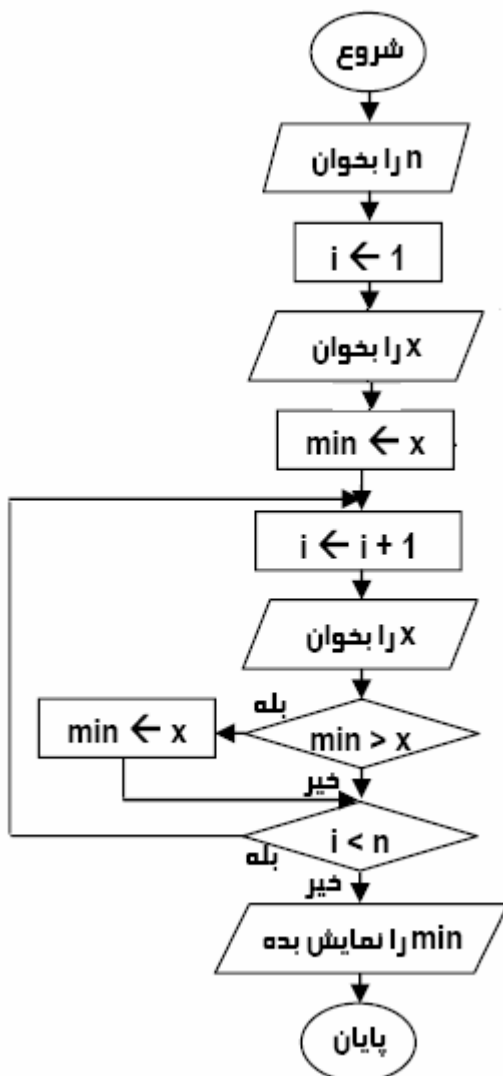 شروع
n را بخوان
i ← 1
x را بخوان
min ← x
i ← i + 1
x را بخوان
بله
min ← x
min > x
خیر
i < n
بله
خیر
min را نمایش بده
پایان